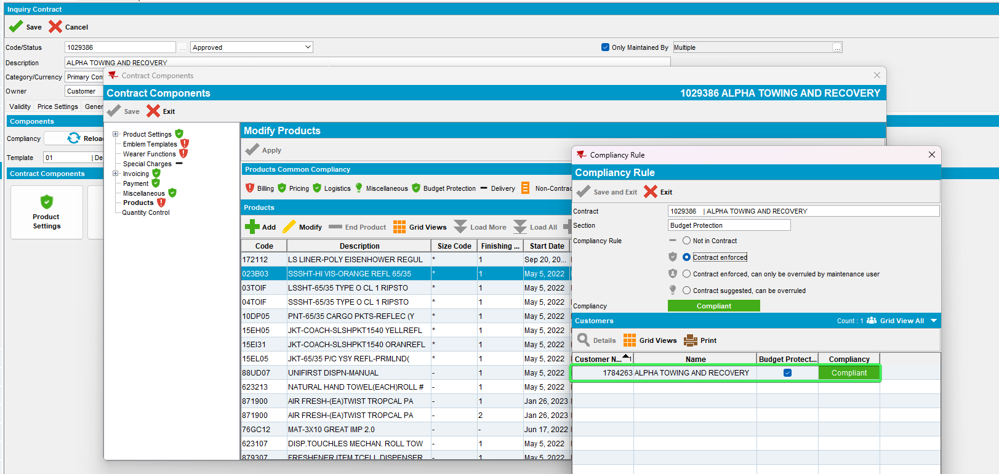 Inquiry Contract
Save Cancel
Code/Status 1029386 ... Approved Only Maintained By Multiple ...
Description ALPHA TOWING AND RECOVERY
Category/Currency Primary Con
Owner Customer
Validity Price Settings Gener
Components
Compliancy Reloa
Template 01 | De
Contract Components
Product
Settings
Contract Components
Contract Components 1029386 ALPHA TOWING AND RECOVERY
Save Exit
Product Settings
Emblem Templates
Wearer Functions
Special Charges
Invoicing
Payment
Miscellaneous
Products
Quantity Control
Modify Products
Apply
Products Common Compliancy
Billing Pricing Logistics Miscellaneous Budget Protection Delivery Non-Contrac
Products
Add Modify End Product Grid Views Load More Load All
Code Description Size Code Finishing ... Start Date
172112 LS LINER-POLY EISENHOWER REGUL * 1 Sep 20, 20...
023B03 SSSHT-HI VIS-ORANGE REFL 65/35 * 1 May 5, 2022
03TOIF LSSHT-65/35 TYPE O CL 1 RIPSTO * 1 May 5, 2022
04TOIF SSSHT-65/35 TYPE O CL 1 RIPSTO * 1 May 5, 2022
10DP05 PNT-65/35 CARGO PKTS-REFLEC (Y * 1 May 5, 2022
15EH05 JKT-COACH-SLSHPKT1540 YELLREFL * 1 May 5, 2022
15EI31 JKT-COACH-SLSHPKT1540 ORANREFL * 1 May 5, 2022
15EL05 JKT-65/35 P/C YSY REFL-PRMLND( * 1 May 5, 2022
88UD07 UNIFIRST DISPN-MANUAL - 1 May 5, 2022
623213 NATURAL HAND TOWEL(EACH)ROLL # - 1 May 5, 2022
871900 AIR FRESH-(EA)TWIST TROPCAL PA - 1 Jan 26, 2023
871900 AIR FRESH-(EA)TWIST TROPCAL PA - 2 Jan 26, 2023
76GC12 MAT-3X10 GREAT IMP 2.0 - - Jun 17, 2022
623107 DISP.TOUCHLES MECHAN. ROLL TOW - 1 May 5, 2022
879307 FRESHENER ITEM TCELL DISPENSER - 1 May 5, 2022
Compliancy Rule
Compliancy Rule
Save and Exit Exit
Contract 1029386 | ALPHA TOWING AND RECOVERY
Section Budget Protection
Compliancy Rule Not in Contract
Contract enforced
Contract enforced, can only be overruled by maintenance user
Contract suggested, can be overruled
Compliancy Compliant
Customers Count : 1 Grid View All
Details Grid Views Print
Customer N... 1 Name Budget Protect... Compliancy
1784263 ALPHA TOWING AND RECOVERY Compliant